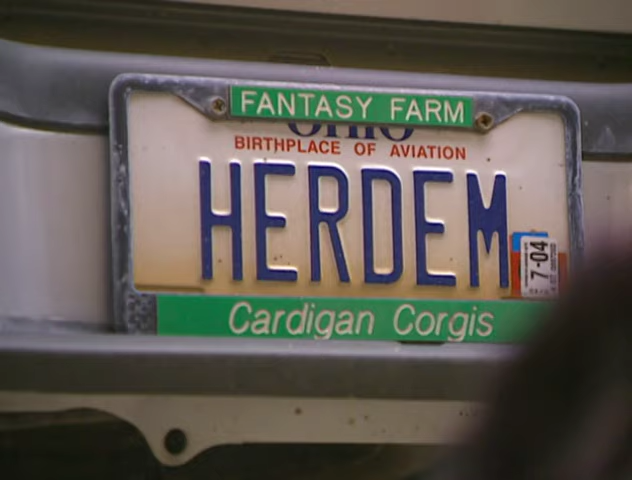 FANTASY FARM
OHIO
BIRTHPLACE OF AVIATION
HERDEM
7-04
Cardigan Corgis